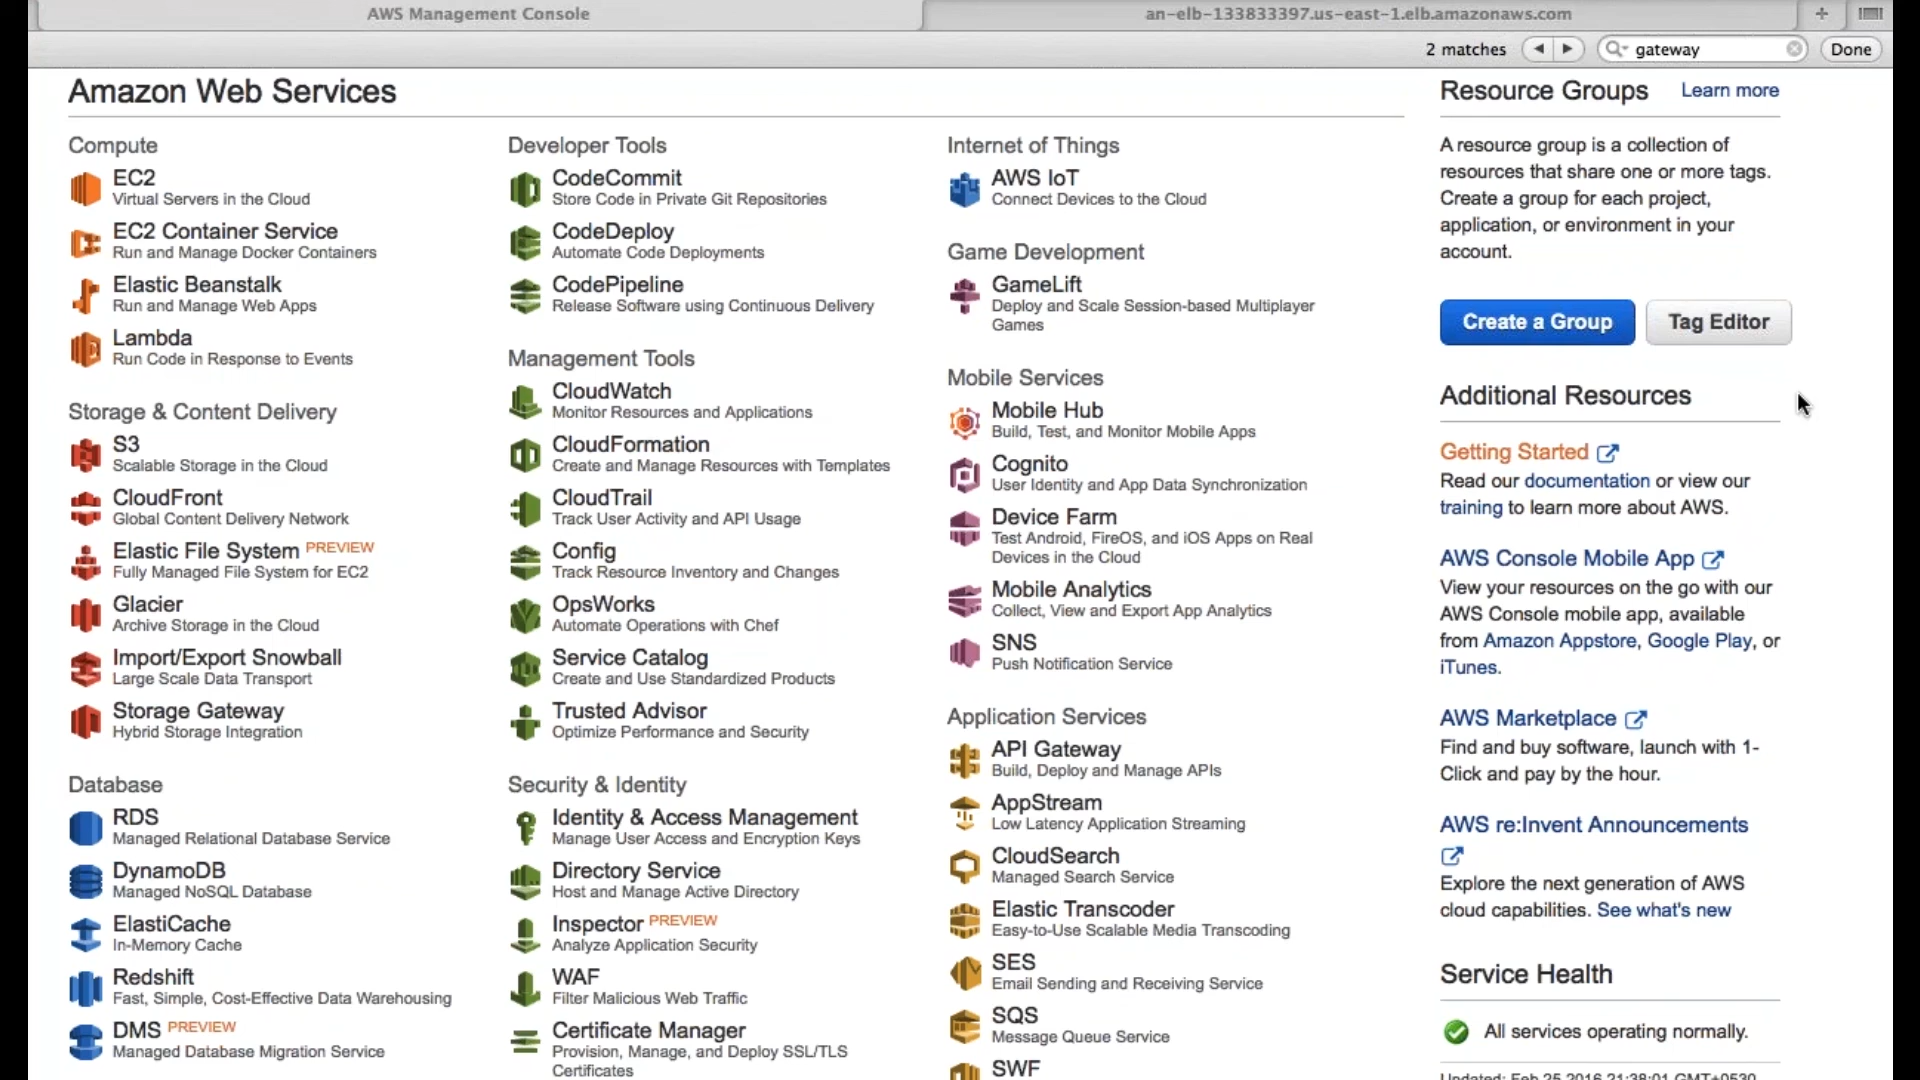 AWS Management Console
an-elb-133833397.us-east-1.elb.amazonaws.com
2 matches
gateway
Done
Amazon Web Services
Compute
EC2
Virtual Servers in the Cloud
EC2 Container Service
Run and Manage Docker Containers
Elastic Beanstalk
Run and Manage Web Apps
Lambda
Run Code in Response to Events
Storage & Content Delivery
S3
Scalable Storage in the Cloud
CloudFront
Global Content Delivery Network
Elastic File System PREVIEW
Fully Managed File System for EC2
Glacier
Archive Storage in the Cloud
Import/Export Snowball
Large Scale Data Transport
Storage Gateway
Hybrid Storage Integration
Database
RDS
Managed Relational Database Service
DynamoDB
Managed NoSQL Database
ElastiCache
In-Memory Cache
Redshift
Fast, Simple, Cost-Effective Data Warehousing
DMS PREVIEW
Managed Database Migration Service
Developer Tools
CodeCommit
Store Code in Private Git Repositories
CodeDeploy
Automate Code Deployments
CodePipeline
Release Software using Continuous Delivery
Management Tools
CloudWatch
Monitor Resources and Applications
CloudFormation
Create and Manage Resources with Templates
CloudTrail
Track User Activity and API Usage
Config
Track Resource Inventory and Changes
OpsWorks
Automate Operations with Chef
Service Catalog
Create and Use Standardized Products
Trusted Advisor
Optimize Performance and Security
Security & Identity
Identity & Access Management
Manage User Access and Encryption Keys
Directory Service
Host and Manage Active Directory
Inspector PREVIEW
Analyze Application Security
WAF
Filter Malicious Web Traffic
Certificate Manager
Provision, Manage, and Deploy SSL/TLS
Certificates
Internet of Things
AWS IoT
Connect Devices to the Cloud
Game Development
GameLift
Deploy and Scale Session-based Multiplayer
Games
Mobile Services
Mobile Hub
Build, Test, and Monitor Mobile Apps
Cognito
User Identity and App Data Synchronization
Device Farm
Test Android, FireOS, and iOS Apps on Real
Devices in the Cloud
Mobile Analytics
Collect, View and Export App Analytics
SNS
Push Notification Service
Application Services
API Gateway
Build, Deploy and Manage APIs
AppStream
Low Latency Application Streaming
CloudSearch
Managed Search Service
Elastic Transcoder
Easy-to-Use Scalable Media Transcoding
SES
Email Sending and Receiving Service
SQS
Message Queue Service
SWF
Resource Groups Learn more
A resource group is a collection of
resources that share one or more tags.
Create a group for each project,
application, or environment in your
account.
Create a Group Tag Editor
Additional Resources
Getting Started
Read our documentation or view our
training to learn more about AWS.
AWS Console Mobile App
View your resources on the go with our
AWS Console mobile app, available
from Amazon Appstore, Google Play, or
iTunes.
AWS Marketplace
Find and buy software, launch with 1-
Click and pay by the hour.
AWS re:Invent Announcements
Explore the next generation of AWS
cloud capabilities. See what's new
Service Health
All services operating normally.
Updated: Feb 25 2016 21:38:01 GMT+0530